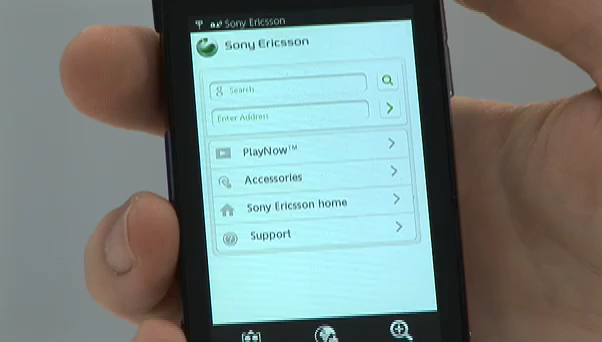 Sony Ericsson
Sony Ericsson
Search
Enter Address
PlayNow™
Accessories
Sony Ericsson home
Support